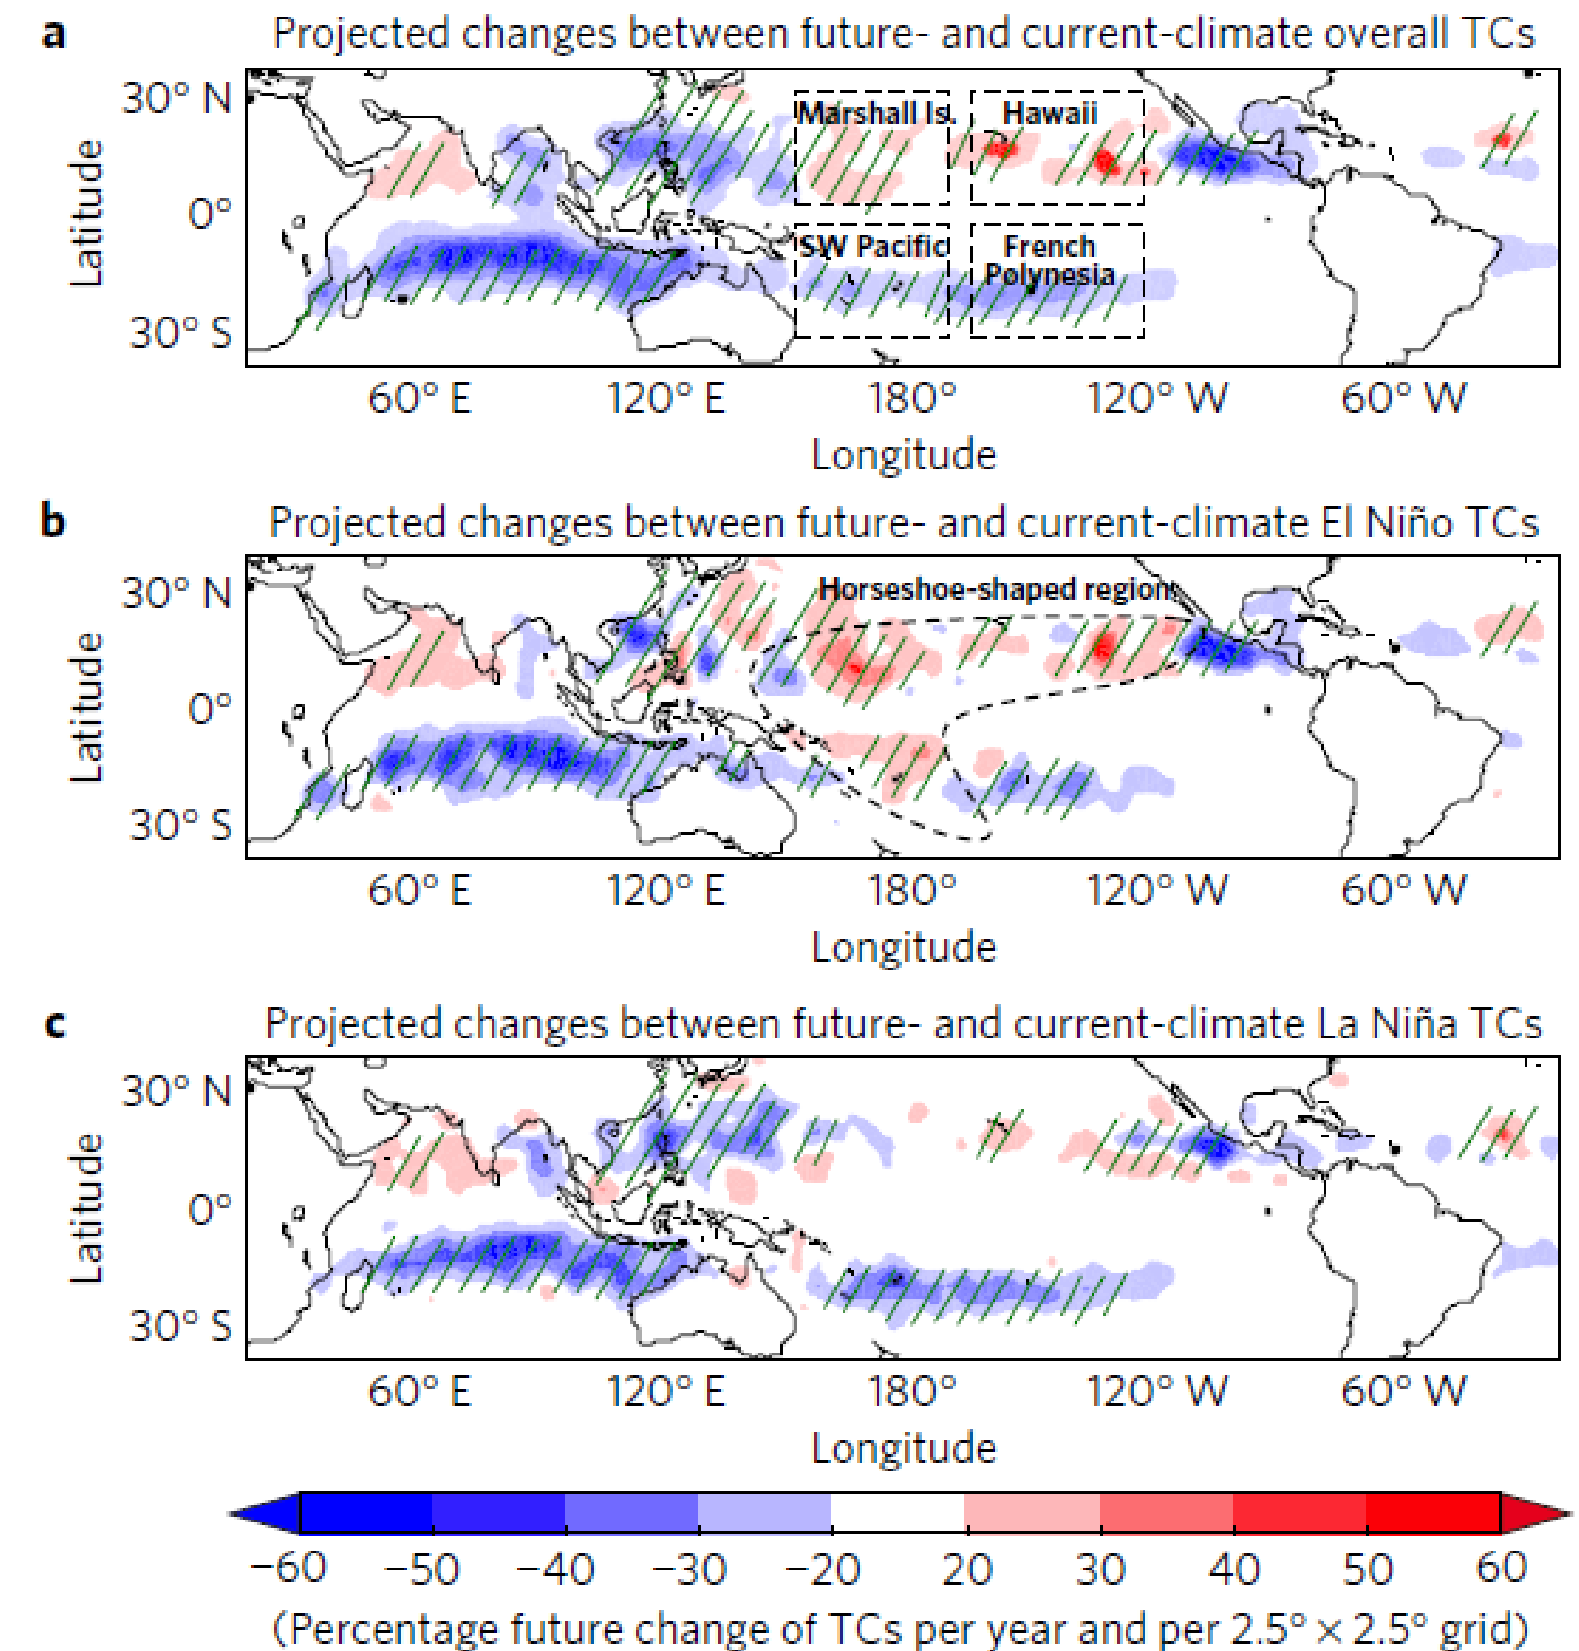 a
Projected changes between future- and current-climate overall TCs
30° N
0°
30° S
Latitude
Marshall Is.
Hawaii
SW Pacific
French
Polynesia
60° E
120° E
180°
120° W
60° W
Longitude
b
Projected changes between future- and current-climate El Niño TCs
30° N
0°
30° S
Latitude
Horseshoe-shaped region
60° E
120° E
180°
120° W
60° W
Longitude
c
Projected changes between future- and current-climate La Niña TCs
30° N
0°
30° S
Latitude
60° E
120° E
180°
120° W
60° W
Longitude
−60
−50
−40
−30
−20
20
30
40
50
60
(Percentage future change of TCs per year and per 2.5° × 2.5° grid)